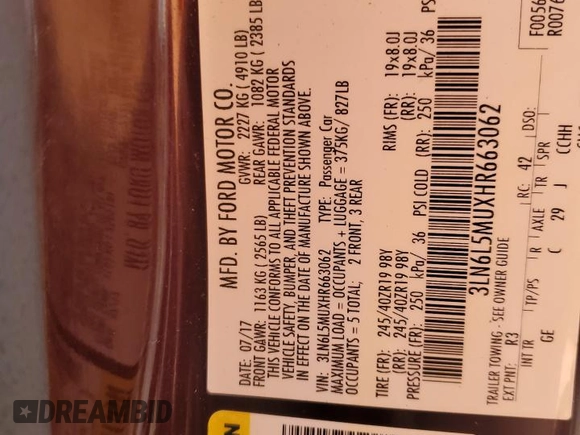 MFD. BY FORD MOTOR CO.
DATE: 07/17 GVWR: 2227 KG ( 4910 LB)
FRONT GAWR: 1163 KG (2565 LB) REAR GAWR: 1082 KG ( 2385 LB
THIS VEHICLE CONFORMS TO ALL APPLICABLE FEDERAL MOTOR
VEHICLE SAFETY, BUMPER, AND THEFT PREVENTION STANDARDS
IN EFFECT ON THE DATE OF MANUFACTURE SHOWN ABOVE.
VIN: 3LN6L5MUXHR663062 TYPE: Passenger Car
MAXIMUM LOAD = OCCUPANTS + LUGGAGE = 375KG/ 827LB
OCCUPANTS = 5 TOTAL; 2 FRONT, 3 REAR
TIRE (FR): 245/40ZR19 98Y RIMS (FR): 19x8.0J
TIRE (RR): 245/40ZR19 98Y (RR): 19x8.0J
PRESSURE (FR): 250 kPa/ 36 PSI COLD (RR): 250 kPa/ 36 PS
F0056
R0076
3LN6L5MUXHR663062
TRAILER TOWING - SEE OWNER GUIDE
EXT PNT: R3 RC: 42 DSO:
INT TR TP/PS R AXLE TR SPR
GE C 29 J CCHH
DREAMBID